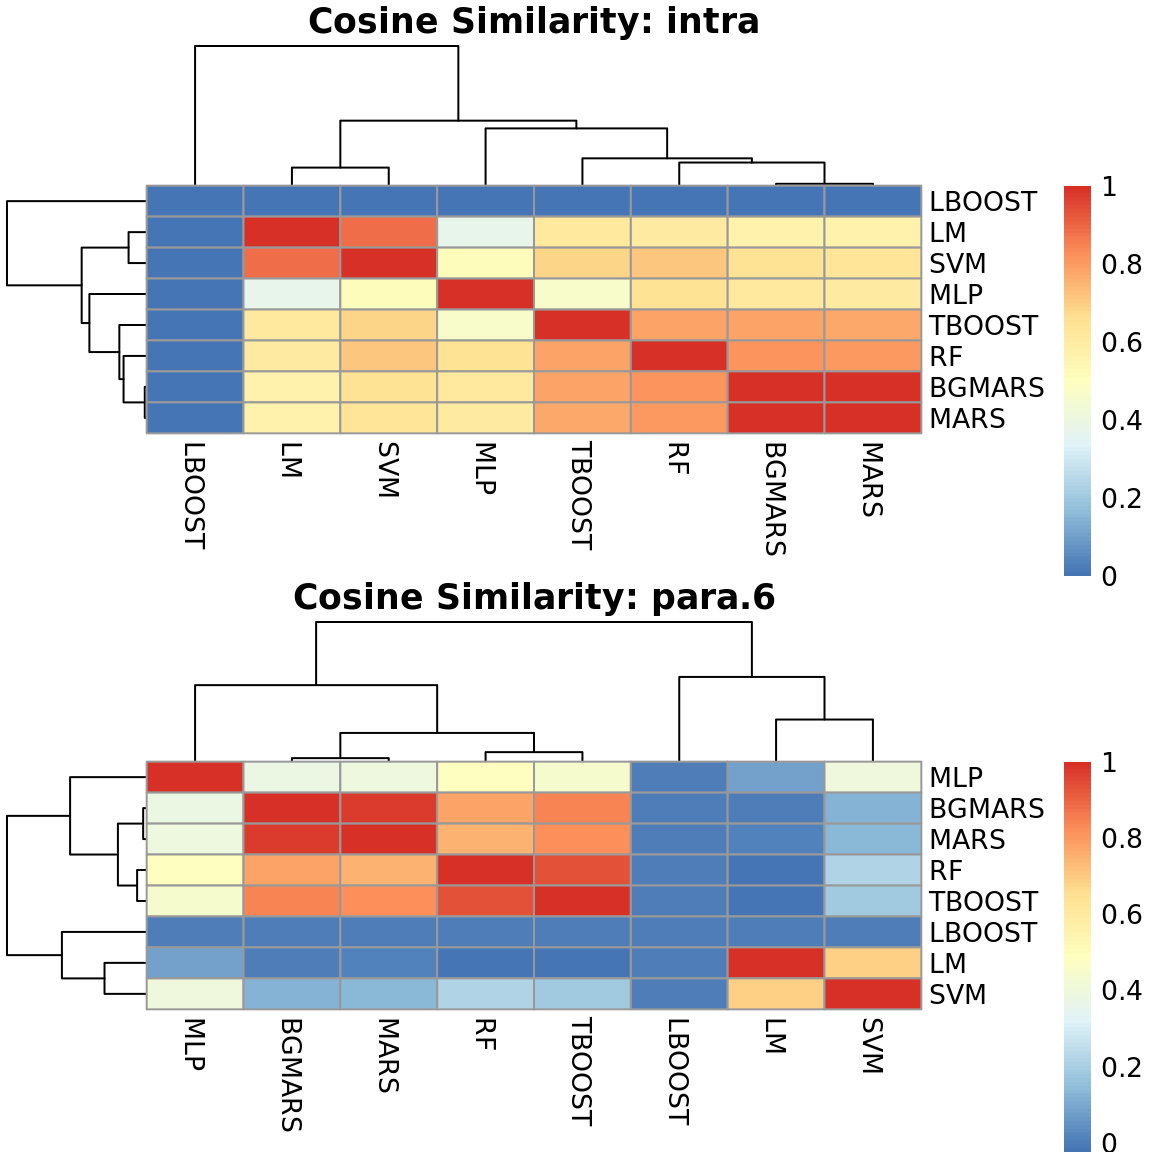 Cosine Similarity: intra
LBOOST
LM
SVM
MLP
TBOOST
RF
BGMARS
MARS
LBOOST
LM
SVM
MLP
TBOOST
RF
BGMARS
MARS
1
0.8
0.6
0.4
0.2
0
Cosine Similarity: para.6
MLP
BGMARS
MARS
RF
TBOOST
LBOOST
LM
SVM
MLP
BGMARS
MARS
RF
TBOOST
LBOOST
LM
SVM
1
0.8
0.6
0.4
0.2
0